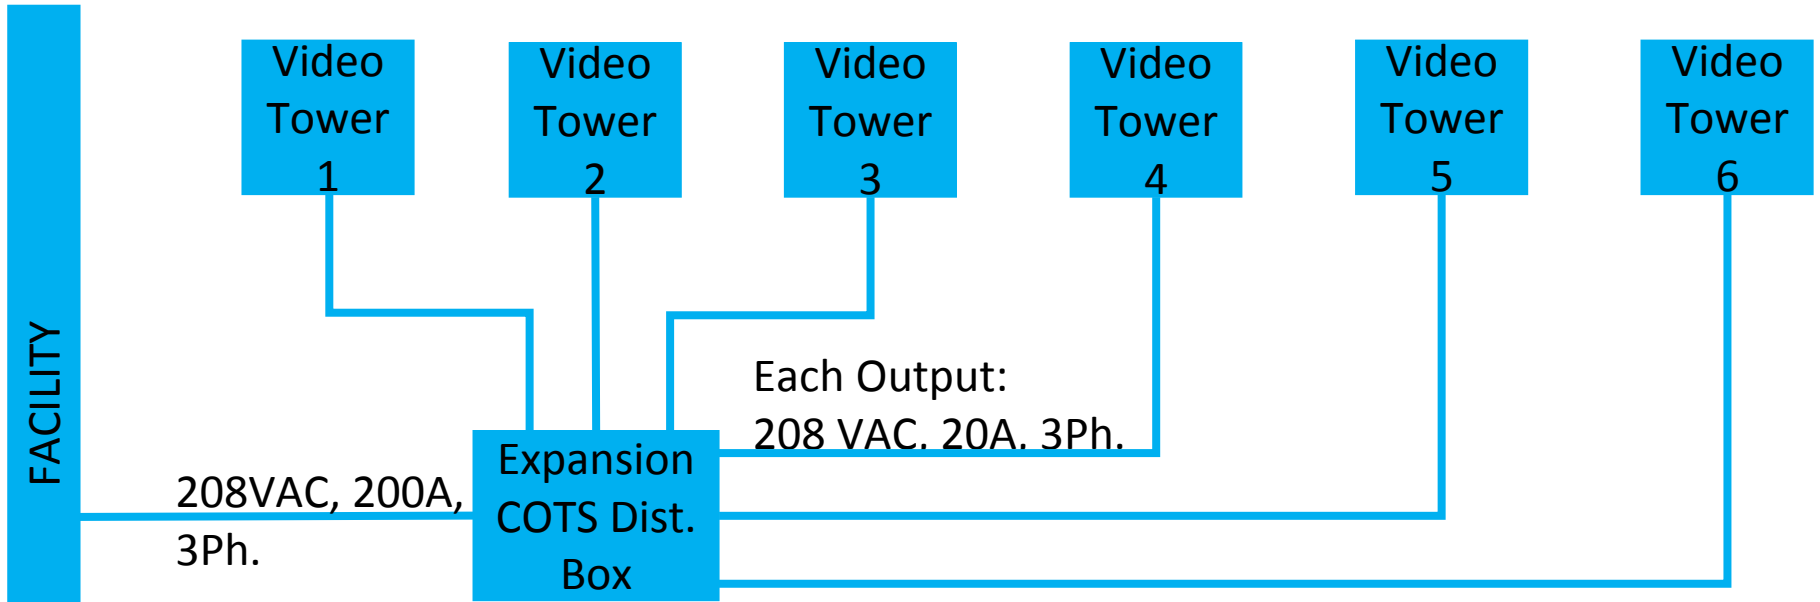 Video
Tower
1
Video
Tower
2
Video
Tower
3
Video
Tower
4
Video
Tower
5
Video
Tower
6
FACILITY
Each Output:
208 VAC, 20A, 3Ph.
208VAC, 200A,
3Ph.
Expansion
COTS Dist.
Box